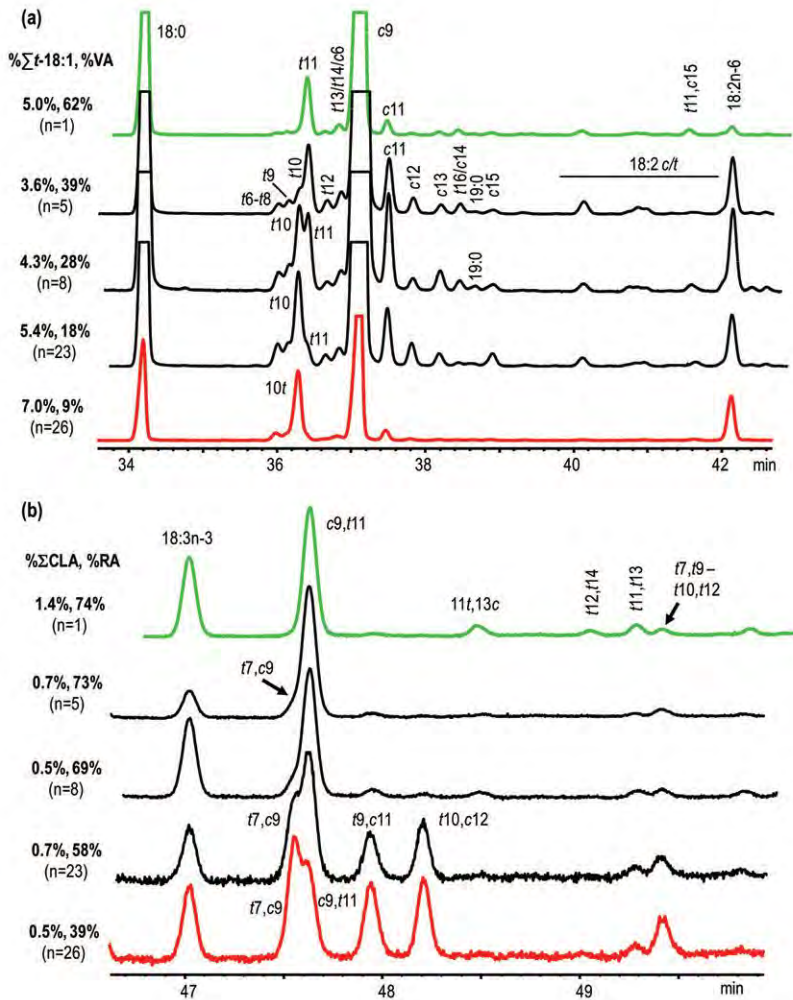 (a)
18:0
c9
%∑t-18:1, %VA
t11
t13/t14/c6
t11,c15
18:2n-6
5.0%, 62%
(n=1)
c11
3.6%, 39%
(n=5)
t6-t8
t9
t10
t12
c11
c12
c13
t16/c14
19:0
c15
18:2 c/t
4.3%, 28%
(n=8)
t10
t11
19:0
5.4%, 18%
(n=23)
t10
t11
7.0%, 9%
(n=26)
10t
34 36 37 38 40 42 min
(b)
%ΣCLA, %RA
18:3n-3
c9,t11
1.4%, 74%
(n=1)
11t,13c
t12,t14
t11,t13
t7,t9 –
t10,t12
0.7%, 73%
(n=5)
t7,c9
0.5%, 69%
(n=8)
0.7%, 58%
(n=23)
t7,c9
t9,c11
t10,c12
0.5%, 39%
(n=26)
t7,c9
c9,t11
47 48 49 min